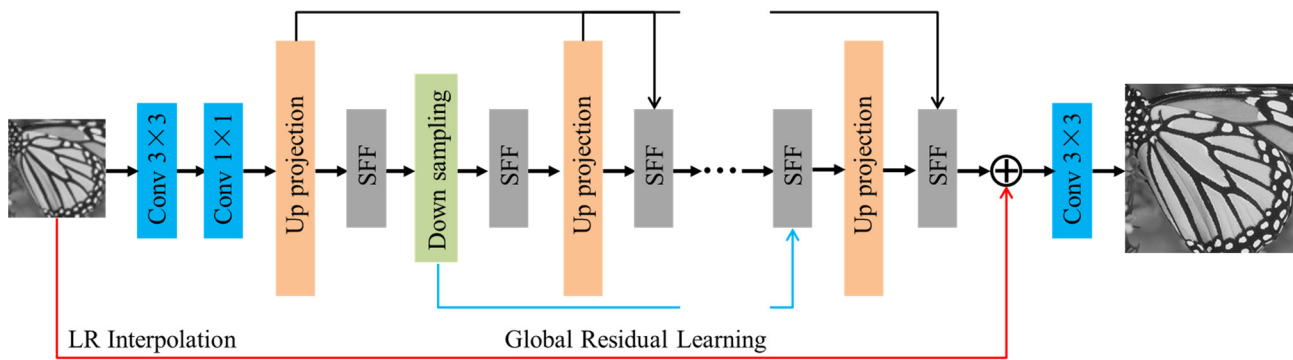 Conv 3×3
Conv 1×1
Up projection
SFF
Down sampling
SFF
Up projection
SFF
SFF
Up projection
SFF
Conv 3×3
LR Interpolation
Global Residual Learning